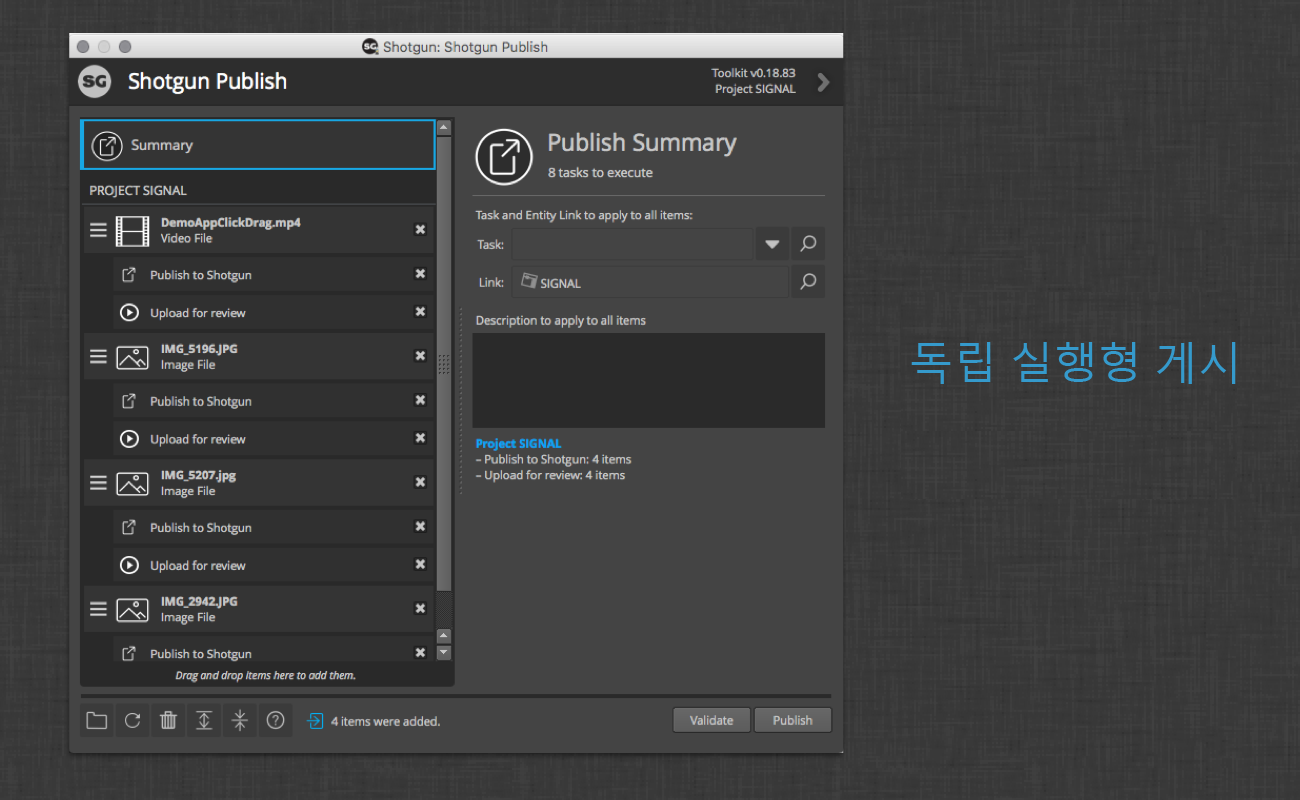 Shotgun: Shotgun Publish
SG Shotgun Publish
Toolkit v0.18.83
Project SIGNAL
Summary
PROJECT SIGNAL
DemoAppClickDrag.mp4
Video File
Publish to Shotgun
Upload for review
IMG_5196.JPG
Image File
Publish to Shotgun
Upload for review
IMG_5207.jpg
Image File
Publish to Shotgun
Upload for review
IMG_2942.JPG
Image File
Publish to Shotgun
Drag and drop items here to add them.
Publish Summary
8 tasks to execute
Task and Entity Link to apply to all items:
Task:
Link: SIGNAL
Description to apply to all items
Project SIGNAL
– Publish to Shotgun: 4 items
– Upload for review: 4 items
4 items were added.
Validate
Publish
독립 실행형 게시